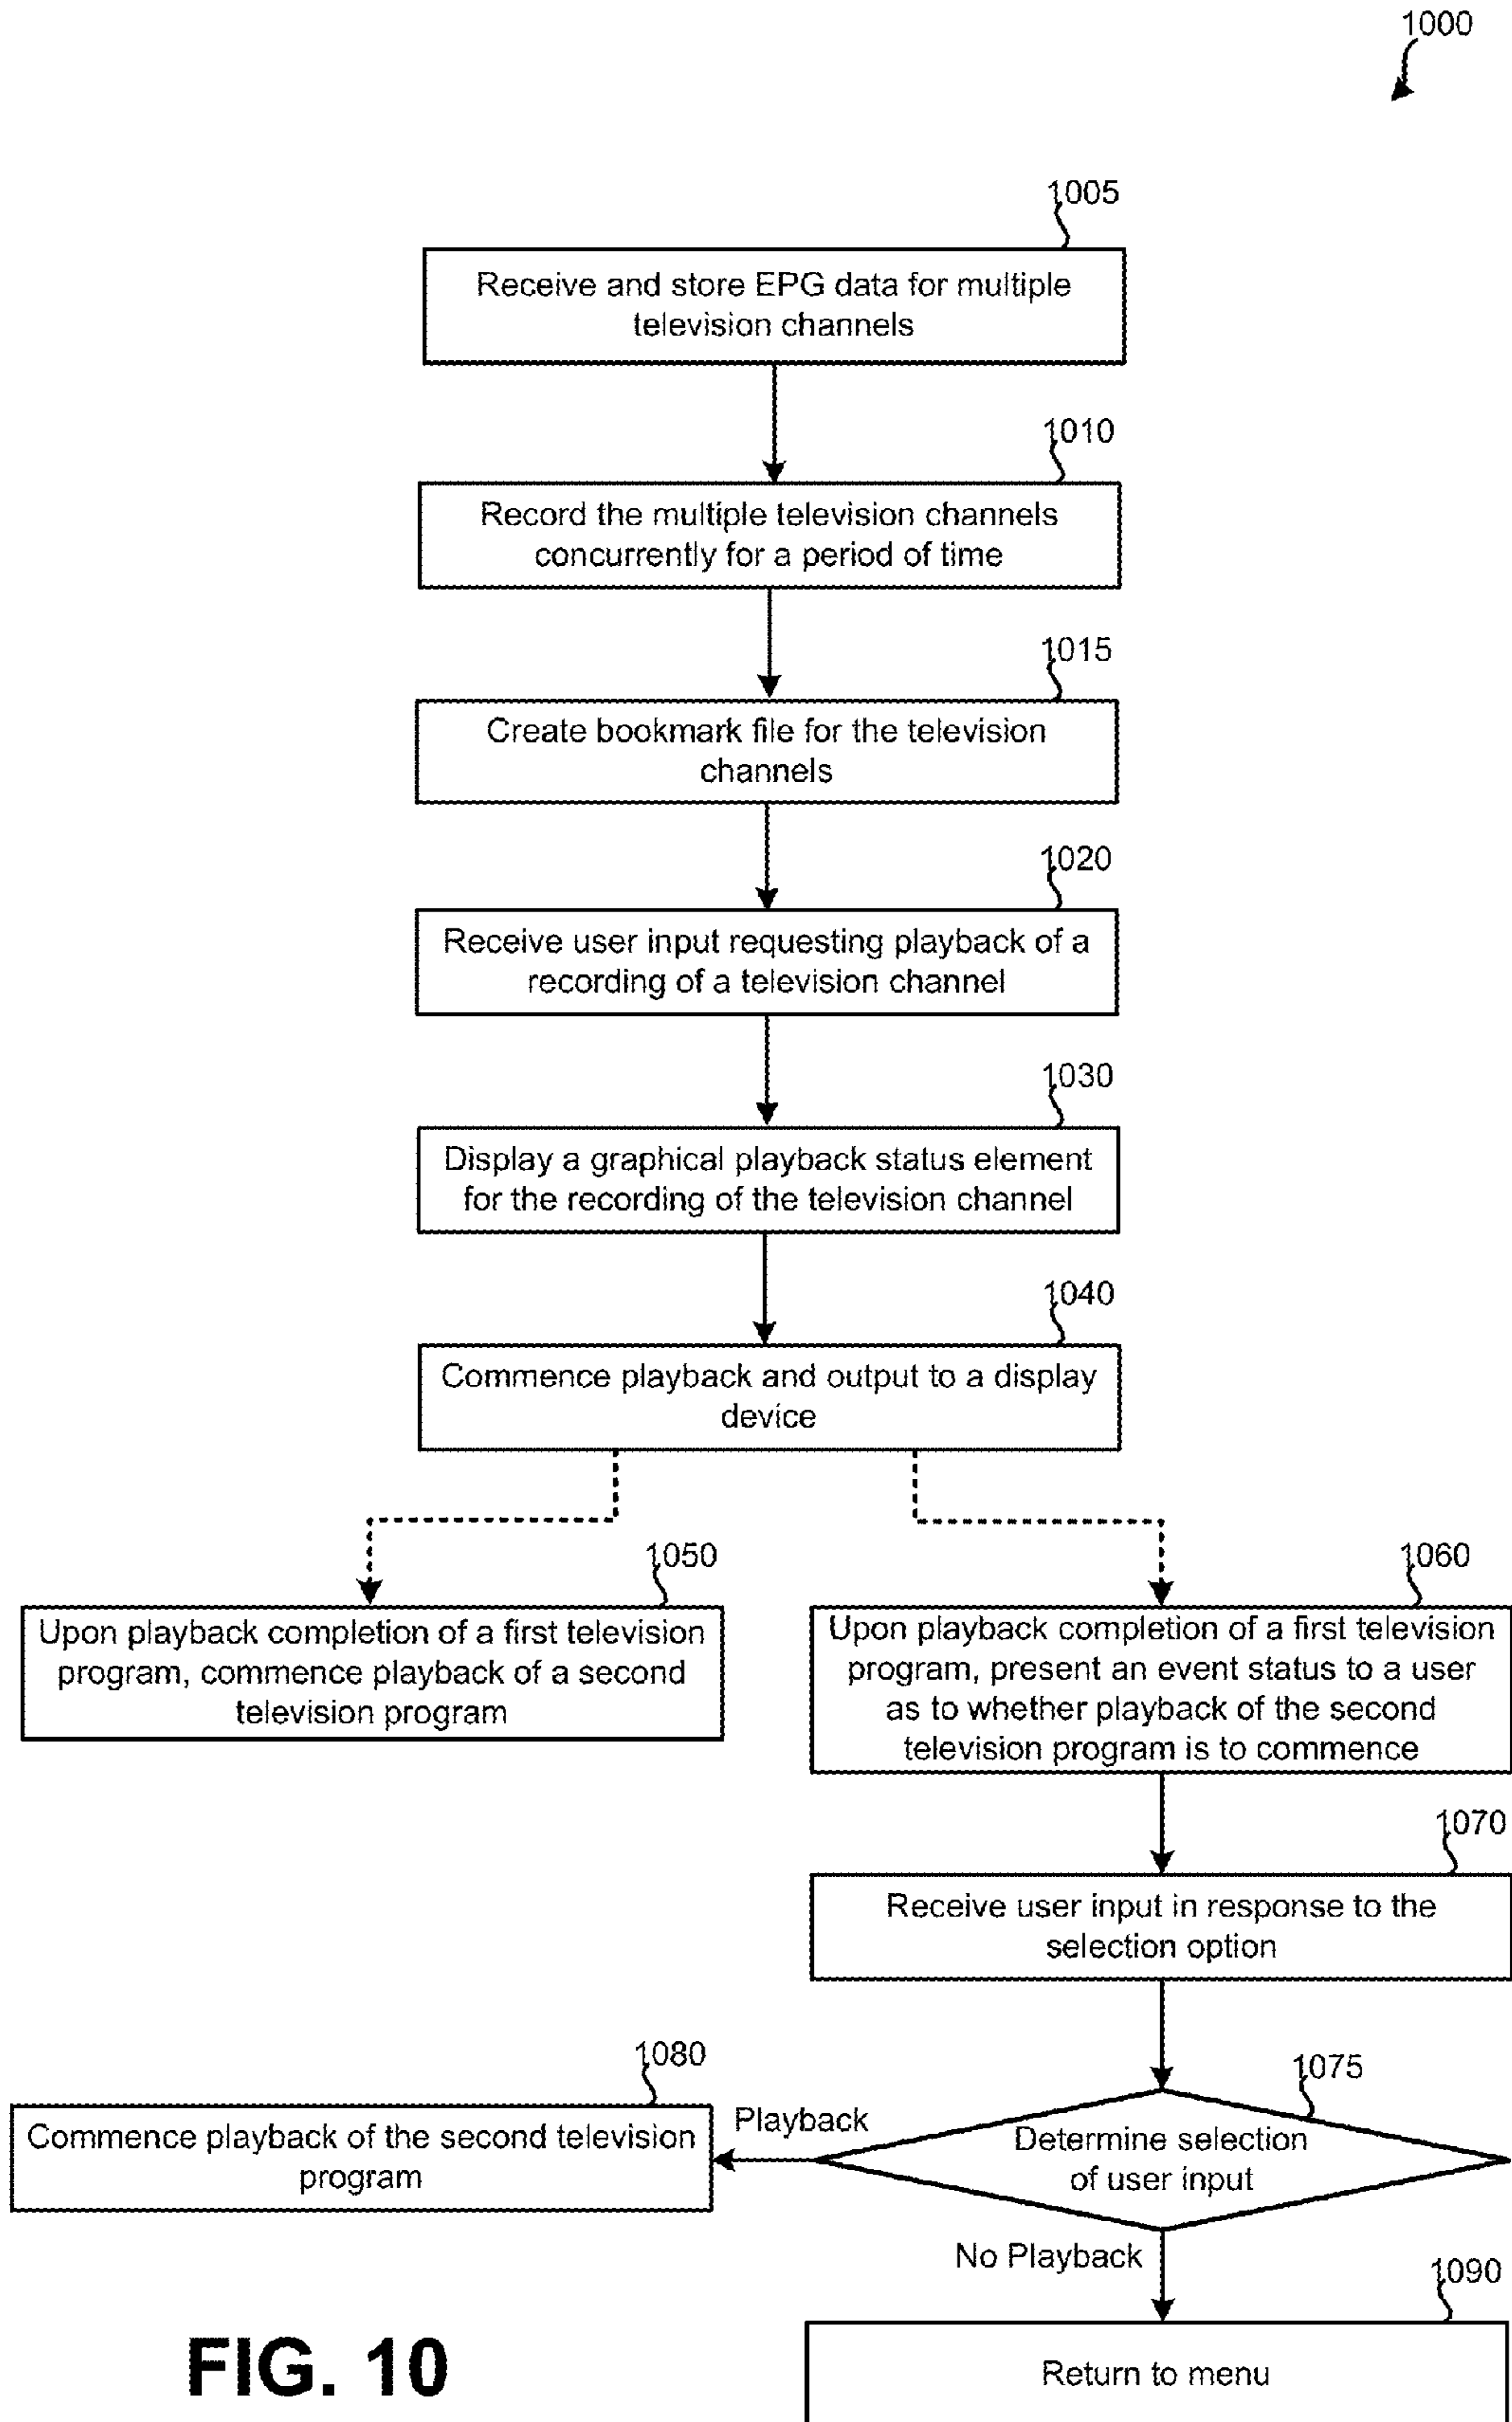 1000
1005
Receive and store EPG data for multiple
television channels
1010
Record the multiple television channels
concurrently for a period of time
1015
Create bookmark file for the television
channels
1020
Receive user input requesting playback of a
recording of a television channel
1030
Display a graphical playback status element
for the recording of the television channel
1040
Commence playback and output to a display
device
1050
Upon playback completion of a first television
program, commence playback of a second
television program
1060
Upon playback completion of a first television
program, present an event status to a user
as to whether playback of the second
television program is to commence
1070
Receive user input in response to the
selection option
1075
Determine selection
of user input
Playback
1080
Commence playback of the second television
program
No Playback
1090
Return to menu
FIG. 10